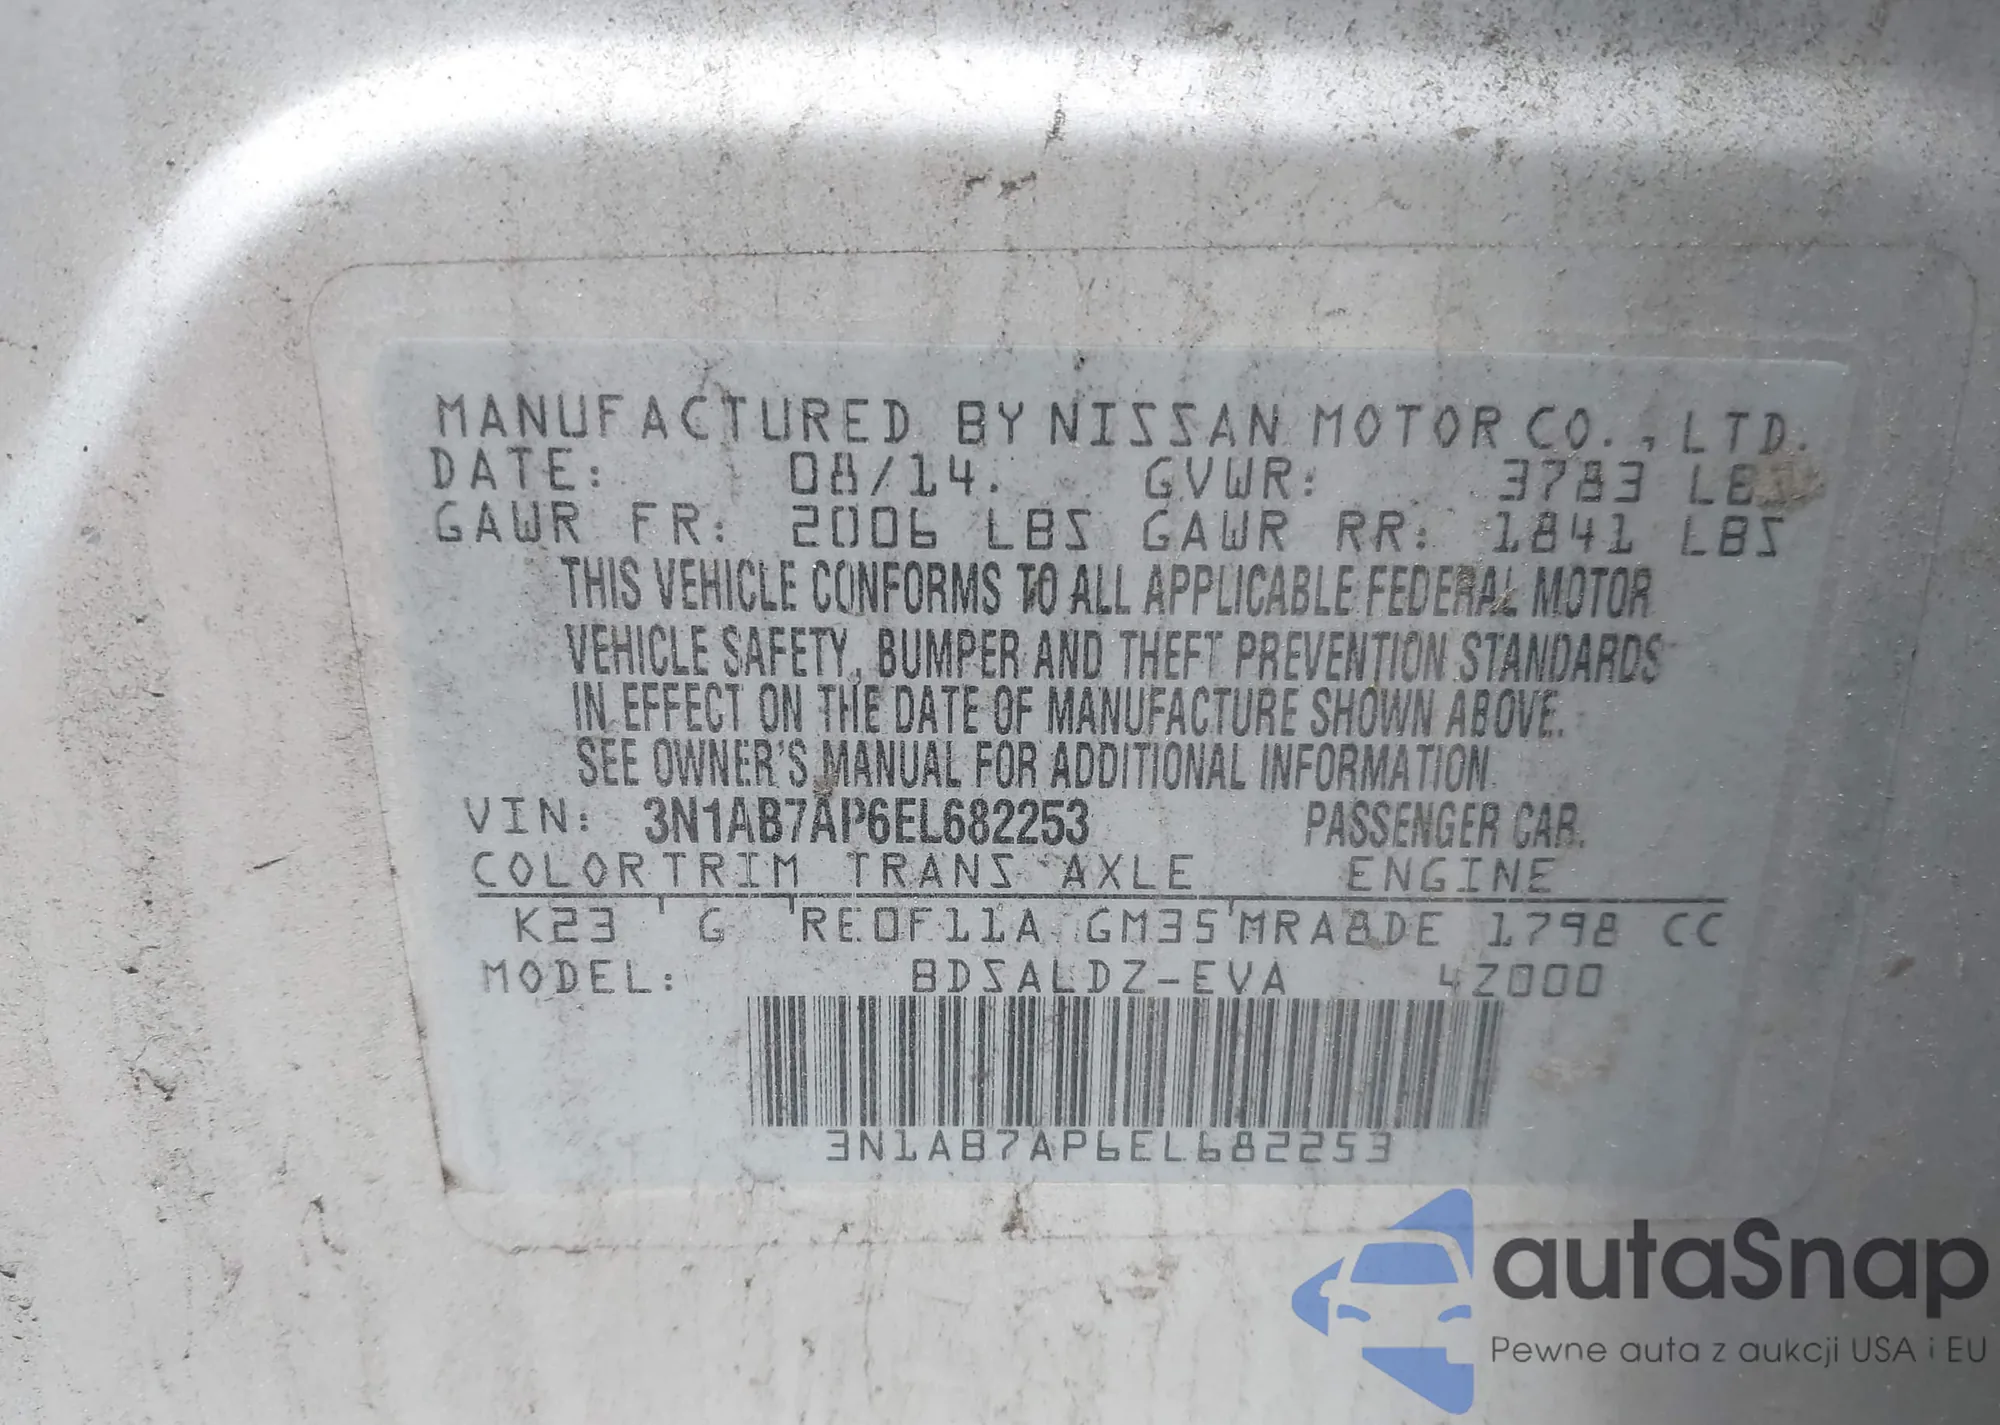 MANUFACTURED BY NISSAN MOTOR CO., LTD.
DATE: 08/14. GVWR: 3783 LBS
GAWR FR: 2006 LBS GAWR RR: 1841 LBS
THIS VEHICLE CONFORMS TO ALL APPLICABLE FEDERAL MOTOR
VEHICLE SAFETY, BUMPER AND THEFT PREVENTION STANDARDS
IN EFFECT ON THE DATE OF MANUFACTURE SHOWN ABOVE.
SEE OWNER'S MANUAL FOR ADDITIONAL INFORMATION.
VIN: 3N1AB7AP6EL682253 PASSENGER CAR.
COLOR TRIM TRANS AXLE ENGINE
K23 G RE0F11A GM35 MRA8DE 1798 CC
MODEL: BDSALDZ-EVA 4Z000
3N1AB7AP6EL682253
autaSnap
Pewne auta z aukcji USA i EU